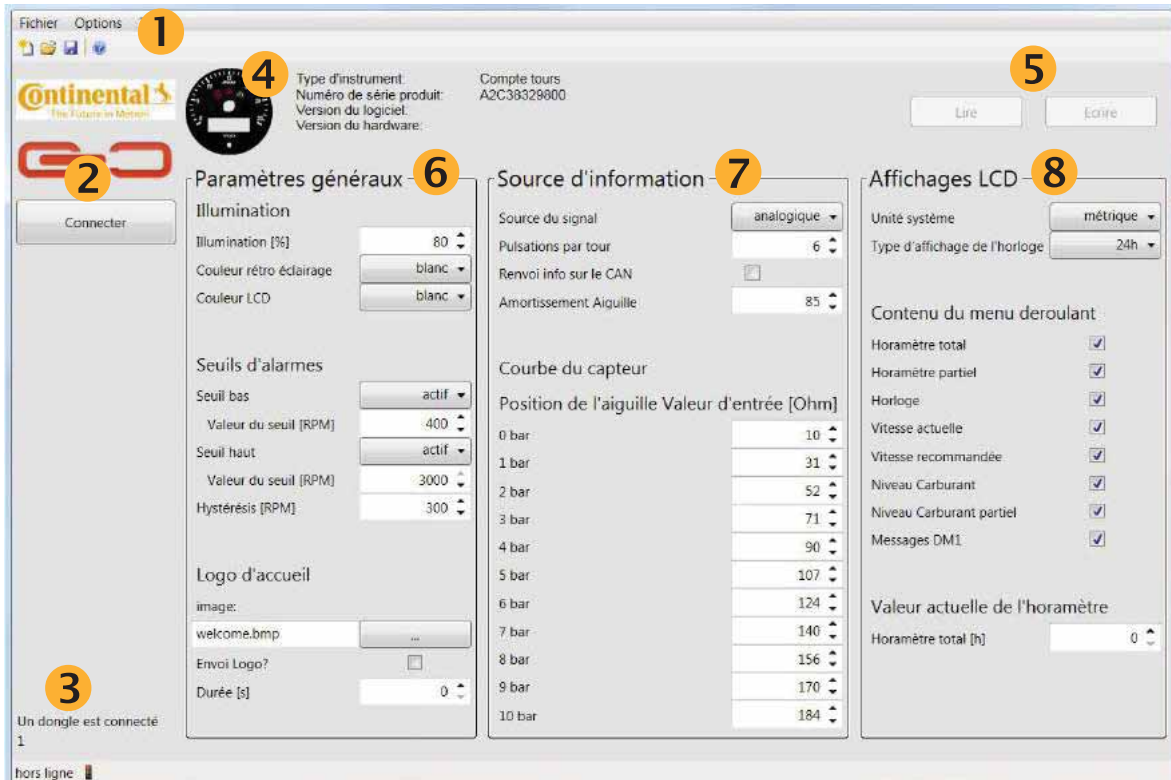 Fichier Options
1
Continental
The Future in Motion
2
Connecter
3
Un dongle est connecté
1
hors ligne
4
Type d'instrument: Compte tours
Numéro de série produit: A2C38329800
Version du logiciel:
Version du hardware:
5
Lire Ecrire
Paramètres généraux 6
Illumination
Illumination [%] 80
Couleur rétro éclairage blanc
Couleur LCD blanc
Seuils d'alarmes
Seuil bas actif
Valeur du seuil [RPM] 400
Seuil haut actif
Valeur du seuil [RPM] 3000
Hystérésis [RPM] 300
Logo d'accueil
image:
welcome.bmp ...
Envoi Logo?
Durée [s] 0
Source d'information 7
Source du signal analogique
Pulsations par tour 6
Renvoi info sur le CAN
Amortissement Aiguille 85
Courbe du capteur
Position de l'aiguille Valeur d'entrée [Ohm]
0 bar 10
1 bar 31
2 bar 52
3 bar 71
4 bar 90
5 bar 107
6 bar 124
7 bar 140
8 bar 156
9 bar 170
10 bar 184
Affichages LCD 8
Unité système métrique
Type d'affichage de l'horloge 24h
Contenu du menu deroulant
Horamètre total
Horamètre partiel
Horloge
Vitesse actuelle
Vitesse recommandée
Niveau Carburant
Niveau Carburant partiel
Messages DM1
Valeur actuelle de l'horamètre
Horamètre total [h] 0